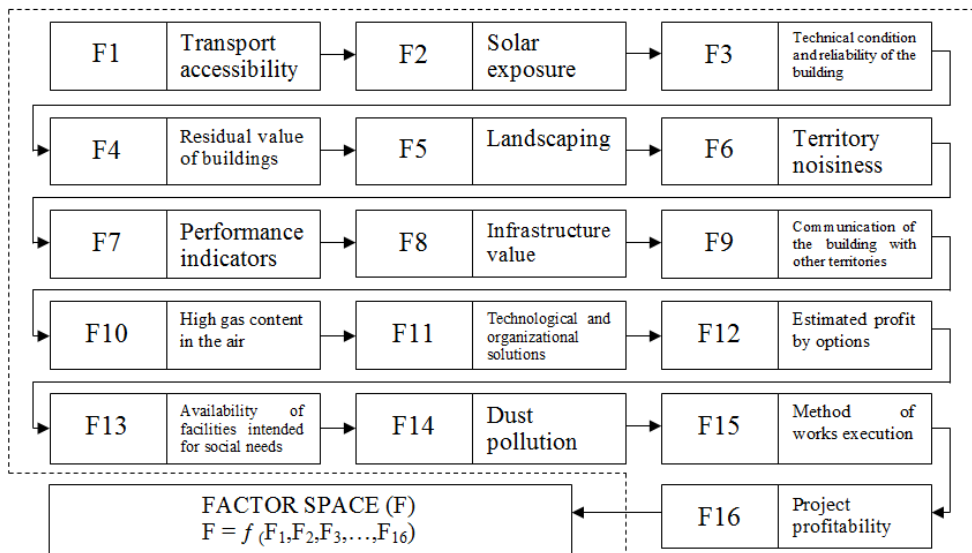 F1
Transport
accessibility
F2
Solar
exposure
F3
Technical condition
and reliability of the
building
F4
Residual value
of buildings
F5
Landscaping
F6
Territory
noisiness
F7
Performance
indicators
F8
Infrastructure
value
F9
Communication of
the building with
other territories
F10
High gas content
in the air
F11
Technological and
organizational
solutions
F12
Estimated profit
by options
F13
Availability of
facilities intended
for social needs
F14
Dust
pollution
F15
Method of
works execution
F16
Project
profitability
FACTOR SPACE (F)
F = f (F1,F2,F3,…,F16)